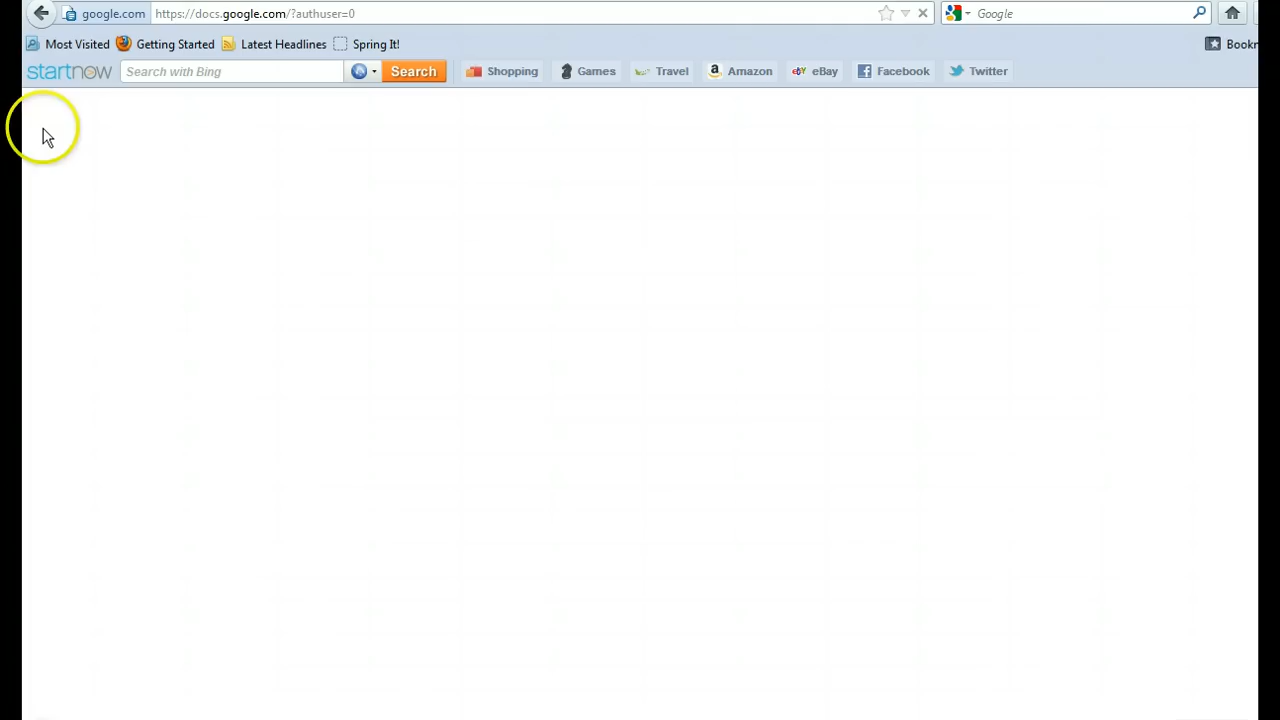 google.com https://docs.google.com/?authuser=0 Google
Most Visited Getting Started Latest Headlines Spring It! Bookn
startnow Search with Bing Search Shopping Games Travel Amazon eBay Facebook Twitter